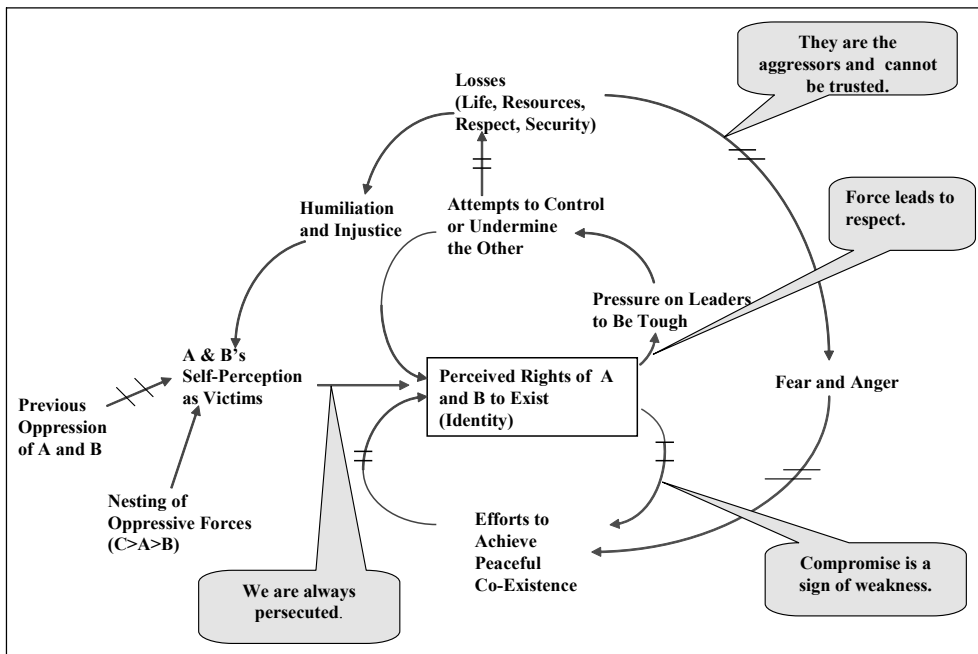 They are the
aggressors and cannot
be trusted.
Losses
(Life, Resources,
Respect, Security)
Force leads to
respect.
Humiliation
and Injustice
Attempts to Control
or Undermine
the Other
Pressure on Leaders
to Be Tough
A & B’s
Self-Perception
as Victims
Perceived Rights of A
and B to Exist
(Identity)
Fear and Anger
Previous
Oppression
of A and B
Nesting of
Oppressive Forces
(C>A>B)
Efforts to
Achieve
Peaceful
Co-Existence
We are always
persecuted.
Compromise is a
sign of weakness.